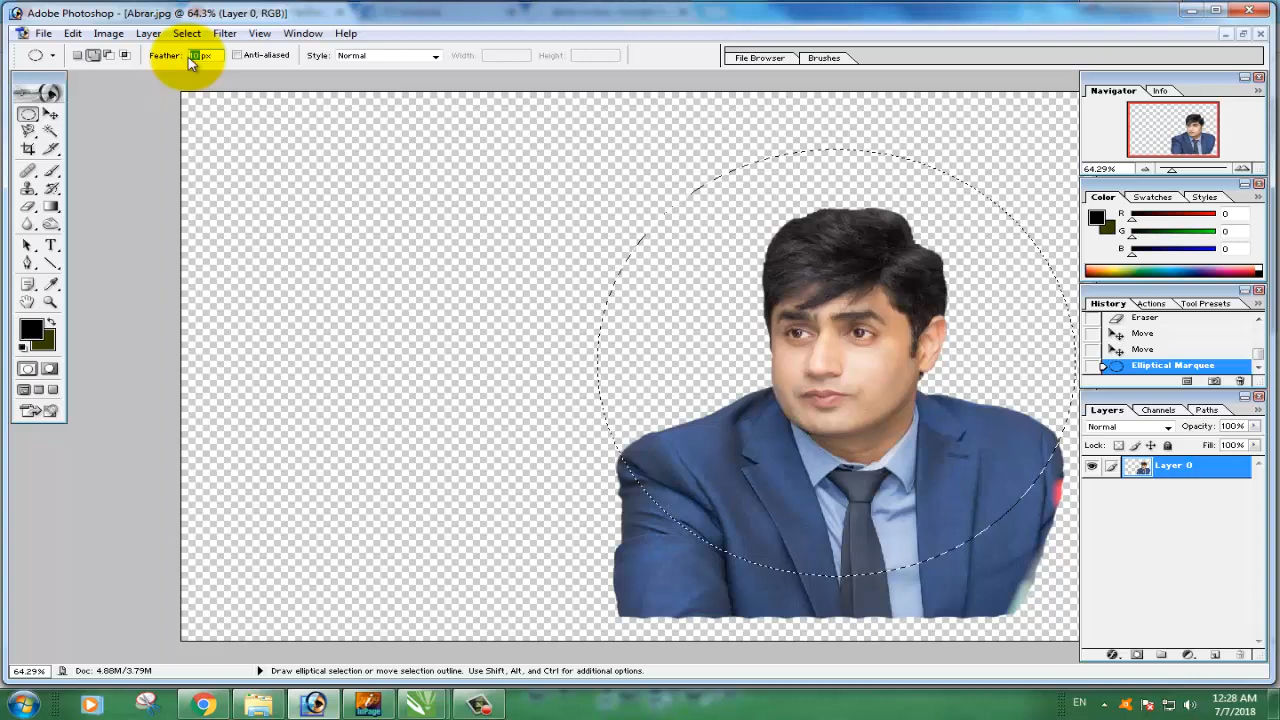 Adobe Photoshop - [Abrar.jpg @ 64.3% (Layer 0, RGB)]
File Edit Image Layer Select Filter View Window Help
Feather: 10 px Anti-aliased Style: Normal Width: Height: File Browser Brushes
Navigator Info
64.29%
Color Swatches Styles
R 0
G 0
B 0
History Actions Tool Presets
Eraser
Move
Move
Elliptical Marquee
Layers Channels Paths
Normal Opacity: 100%
Lock: Fill: 100%
Layer 0
64.29% Doc: 4.88M/3.79M Draw elliptical selection or move selection outline. Use Shift, Alt, and Ctrl for additional options.
InPage
EN 12:28 AM
7/7/2018